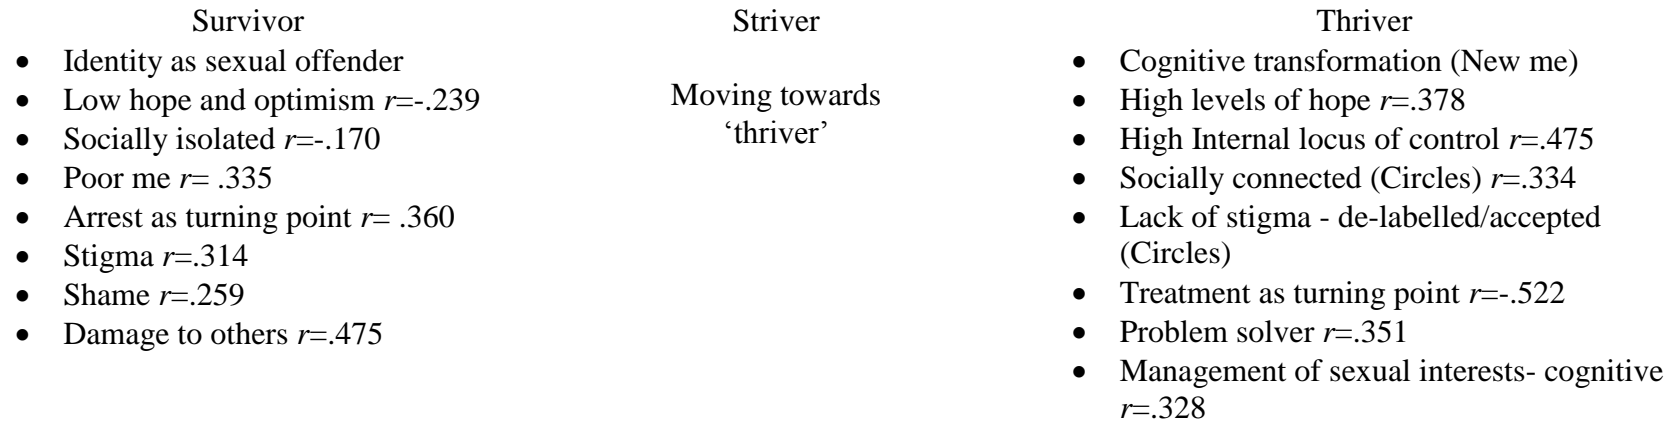 Survivor
• Identity as sexual offender
• Low hope and optimism r=-.239
• Socially isolated r=-.170
• Poor me r= .335
• Arrest as turning point r= .360
• Stigma r=.314
• Shame r=.259
• Damage to others r=.475
Striver
Moving towards
‘thriver’
Thriver
• Cognitive transformation (New me)
• High levels of hope r=.378
• High Internal locus of control r=.475
• Socially connected (Circles) r=.334
• Lack of stigma - de-labelled/accepted
(Circles)
• Treatment as turning point r=-.522
• Problem solver r=.351
• Management of sexual interests- cognitive
r=.328